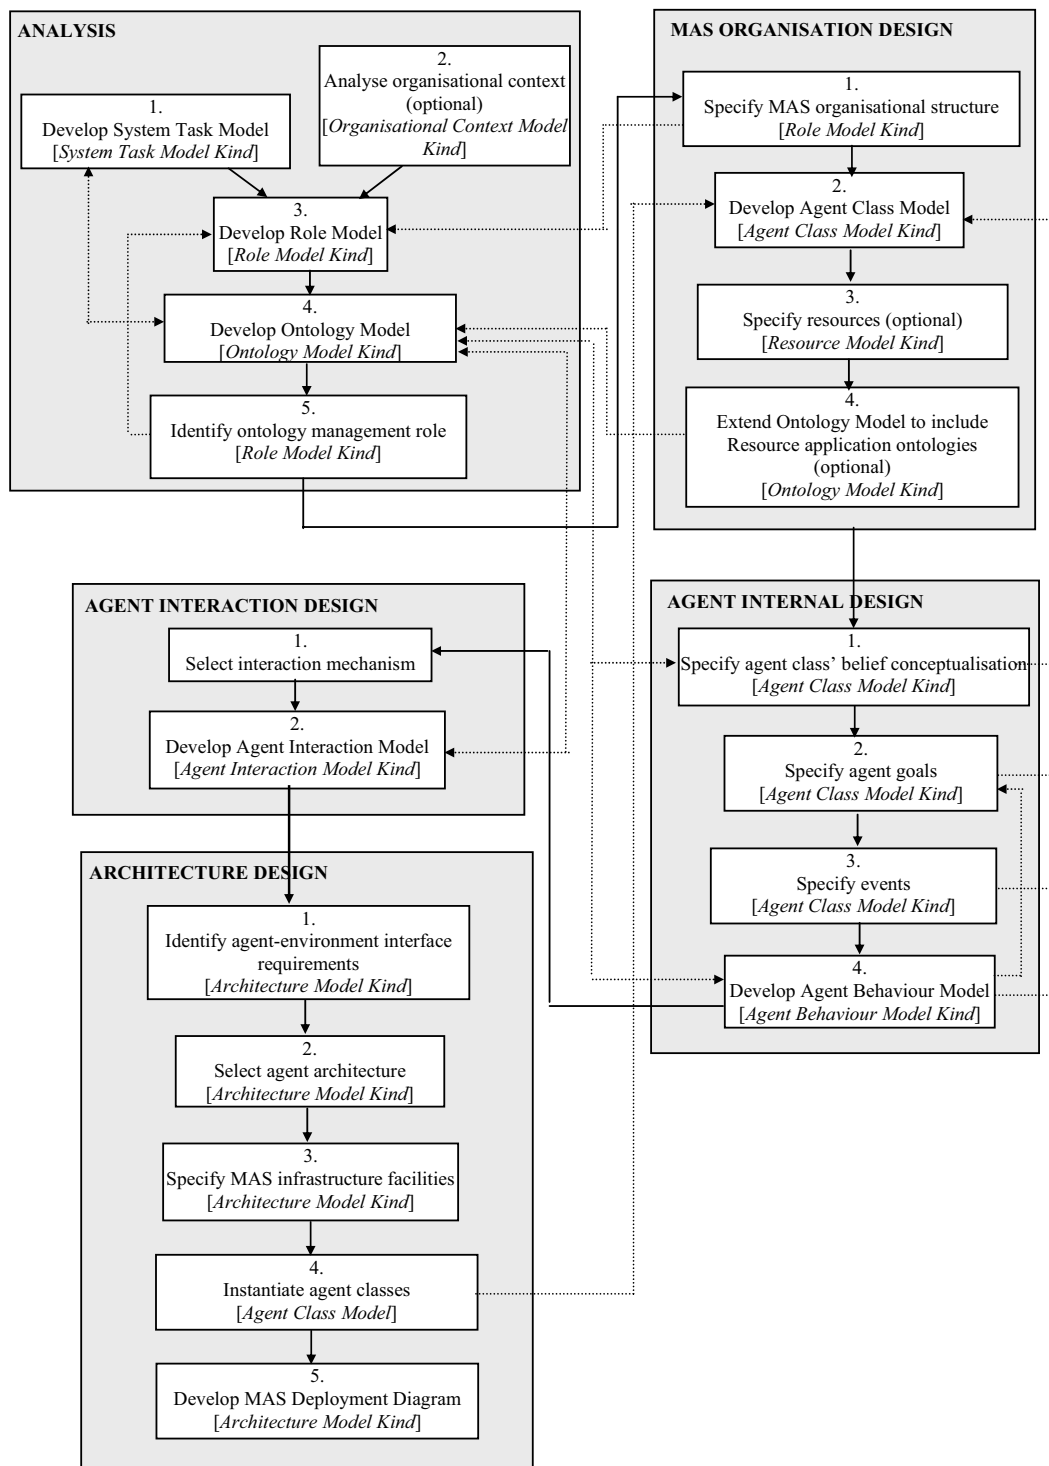 ANALYSIS
1.
Develop System Task Model
[System Task Model Kind]
2.
Analyse organisational context
(optional)
[Organisational Context Model
Kind]
3.
Develop Role Model
[Role Model Kind]
4.
Develop Ontology Model
[Ontology Model Kind]
5.
Identify ontology management role
[Role Model Kind]
MAS ORGANISATION DESIGN
1.
Specify MAS organisational structure
[Role Model Kind]
2.
Develop Agent Class Model
[Agent Class Model Kind]
3.
Specify resources (optional)
[Resource Model Kind]
4.
Extend Ontology Model to include
Resource application ontologies
(optional)
[Ontology Model Kind]
AGENT INTERACTION DESIGN
1.
Select interaction mechanism
2.
Develop Agent Interaction Model
[Agent Interaction Model Kind]
AGENT INTERNAL DESIGN
1.
Specify agent class’ belief conceptualisation
[Agent Class Model Kind]
2.
Specify agent goals
[Agent Class Model Kind]
3.
Specify events
[Agent Class Model Kind]
4.
Develop Agent Behaviour Model
[Agent Behaviour Model Kind]
ARCHITECTURE DESIGN
1.
Identify agent-environment interface
requirements
[Architecture Model Kind]
2.
Select agent architecture
[Architecture Model Kind]
3.
Specify MAS infrastructure facilities
[Architecture Model Kind]
4.
Instantiate agent classes
[Agent Class Model]
5.
Develop MAS Deployment Diagram
[Architecture Model Kind]